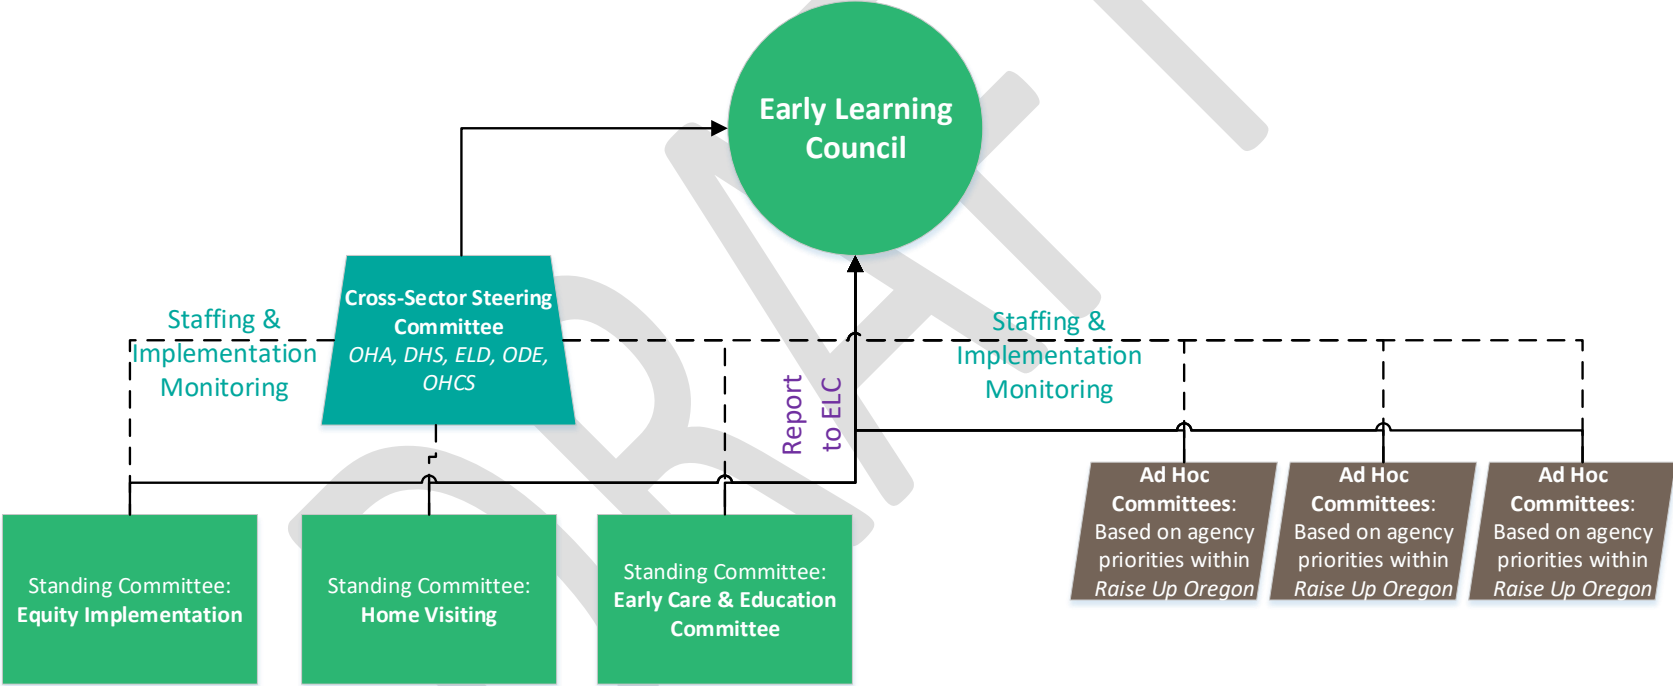 Early Learning
Council
Cross-Sector Steering
Committee
OHA, DHS, ELD, ODE,
OHCS
Staffing &
Implementation
Monitoring
Staffing &
Implementation
Monitoring
Report
to ELC
Standing Committee:
Equity Implementation
Standing Committee:
Home Visiting
Standing Committee:
Early Care & Education
Committee
Ad Hoc
Committees:
Based on agency
priorities within
Raise Up Oregon
Ad Hoc
Committees:
Based on agency
priorities within
Raise Up Oregon
Ad Hoc
Committees:
Based on agency
priorities within
Raise Up Oregon
DRAFT